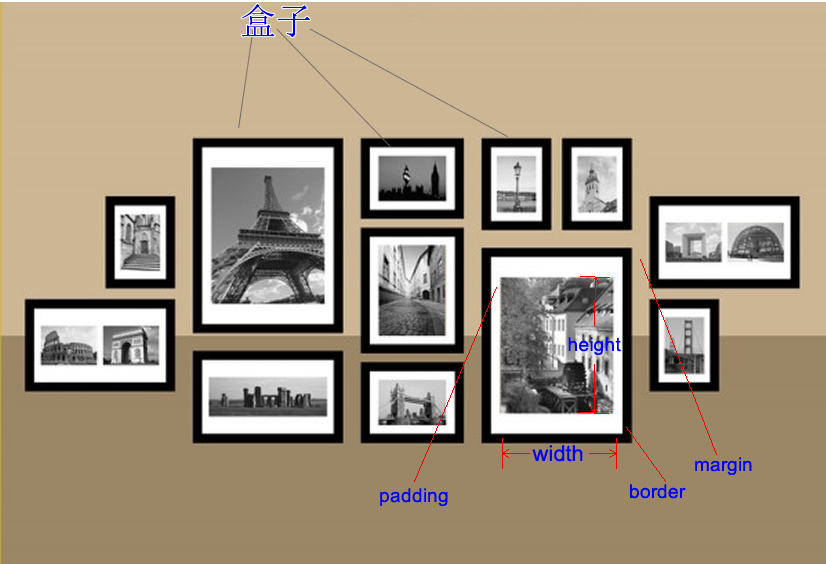 盒子
height
width
margin
padding
border